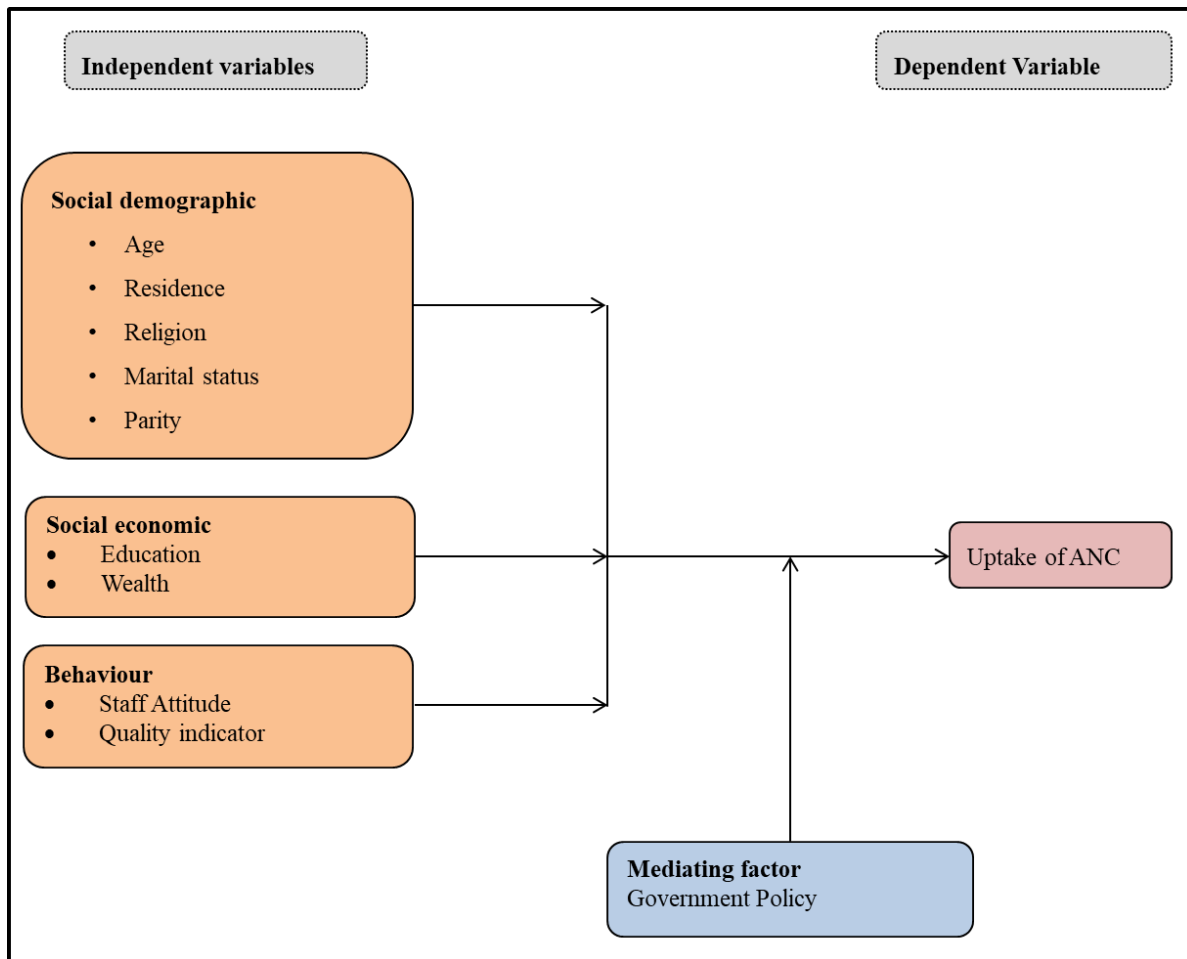 Independent variables
Dependent Variable
Social demographic
• Age
• Residence
• Religion
• Marital status
• Parity
Social economic
• Education
• Wealth
Uptake of ANC
Behaviour
• Staff Attitude
• Quality indicator
Mediating factor
Government Policy